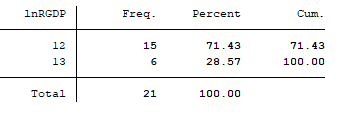 lnRGDP Freq. Percent Cum.
12 15 71.43 71.43
13 6 28.57 100.00
Total 21 100.00